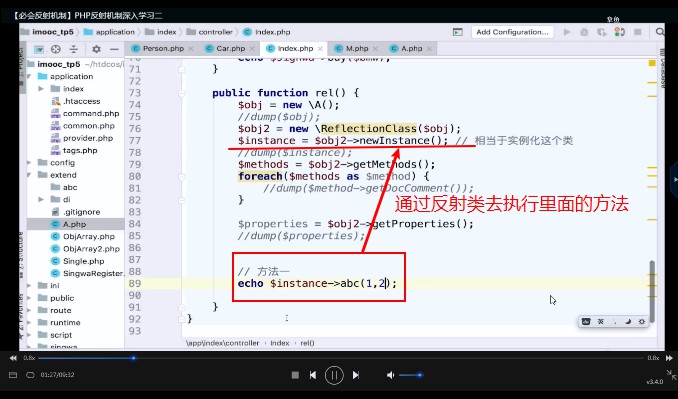 【必会反射机制】PHP反射机制深入学习二
章鱼
imooc_tp5 application index controller Index.php Add Configuration...
Person.php Car.php Index.php M.php A.php
imooc_tp5
application
index
.htaccess
command.php
common.php
provider.php
tags.php
config
extend
abc
di
.gitignore
A.php
ObjArray.php
ObjArray2.php
Single.php
SingwaRegister.
ini
public
route
runtime
script
singwa
71 }
72
73 public function rel() {
74 $obj = new \A();
75 //dump($obj);
76 $obj2 = new \ReflectionClass($obj);
77 $instance = $obj2->newInstance(); // 相当于实例化这个类
78 //dump($instance);
79 $methods = $obj2->getMethods();
80 foreach($methods as $method) {
81 //dump($method->getDocComment());
82 }
83
通过反射类去执行里面的方法
84 $properties = $obj2->getProperties();
85 //dump($properties);
86
87
88 // 方法一
89 echo $instance->abc(1,2);
90
91 }
92 }
93
\app\index\controller › Index › rel()
0.8x 0.8x
01:27/09:32
v3.4.0